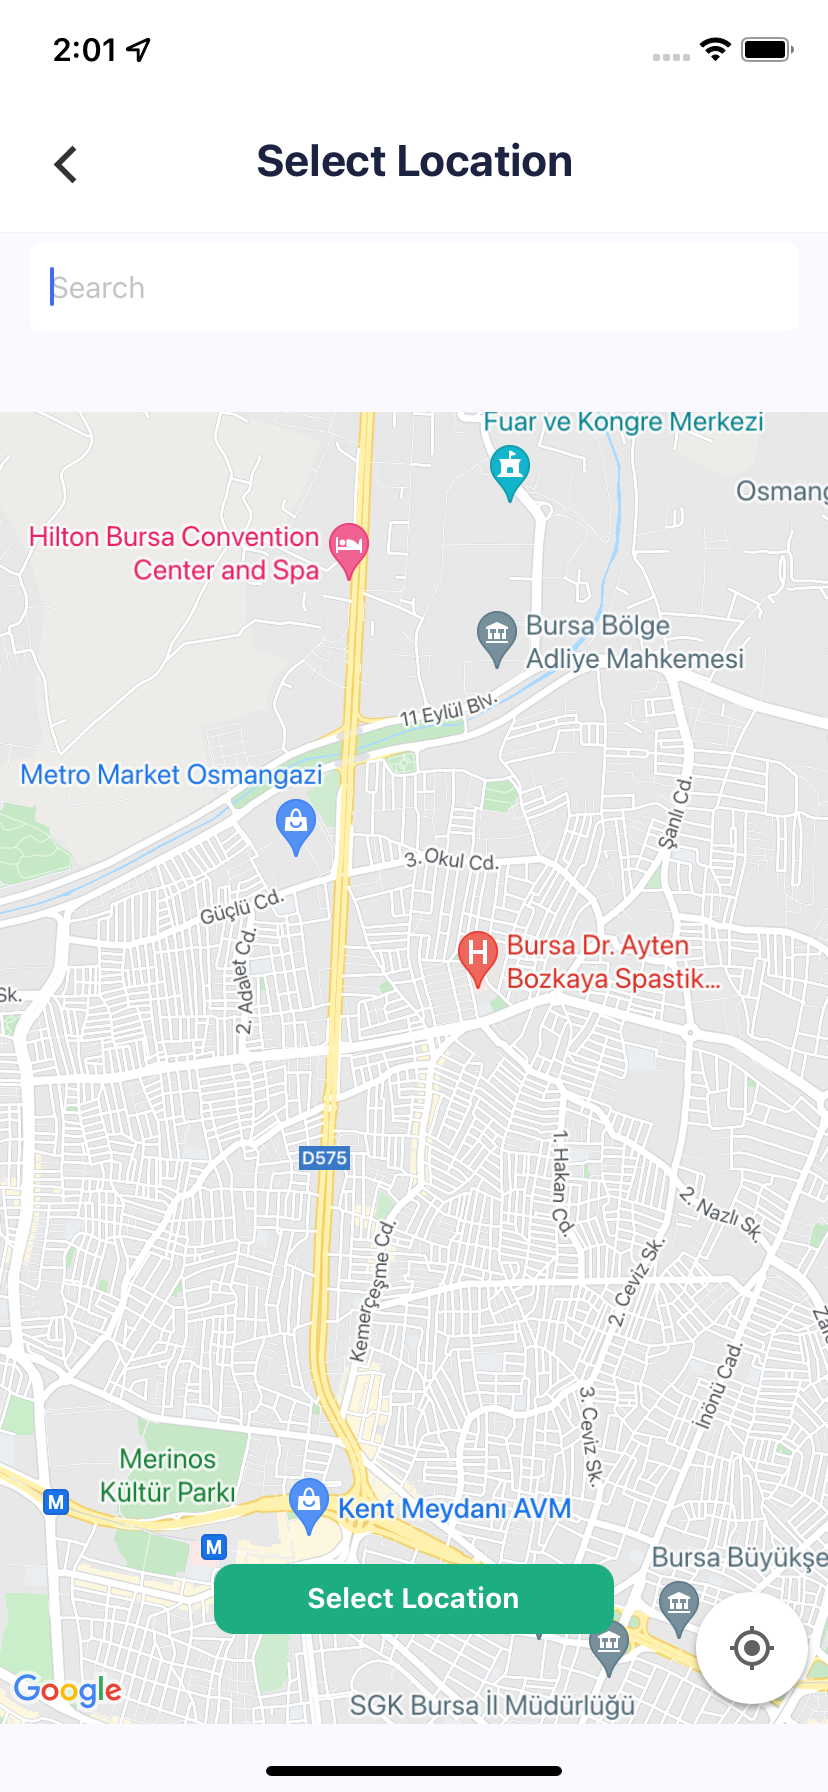 2:01
Select Location
Search
Fuar ve Kongre Merkezi
Hilton Bursa Convention
Center and Spa
Bursa Bölge
Adliye Mahkemesi
11 Eylül Blv.
Metro Market Osmangazi
Şanlı Cd.
3. Okul Cd.
Güçlü Cd.
2. Adalet Cd.
Bursa Dr. Ayten
Bozkaya Spastik...
Sk.
D575
1. Hakan Cd.
2. Nazlı Sk.
Kemerçeşme Cd.
2. Ceviz Sk.
İnönü Cad.
3. Ceviz Sk.
Merinos
Kültür Parkı
M
Kent Meydanı AVM
M
Select Location
Google
SGK Bursa İl Müdürlüğü